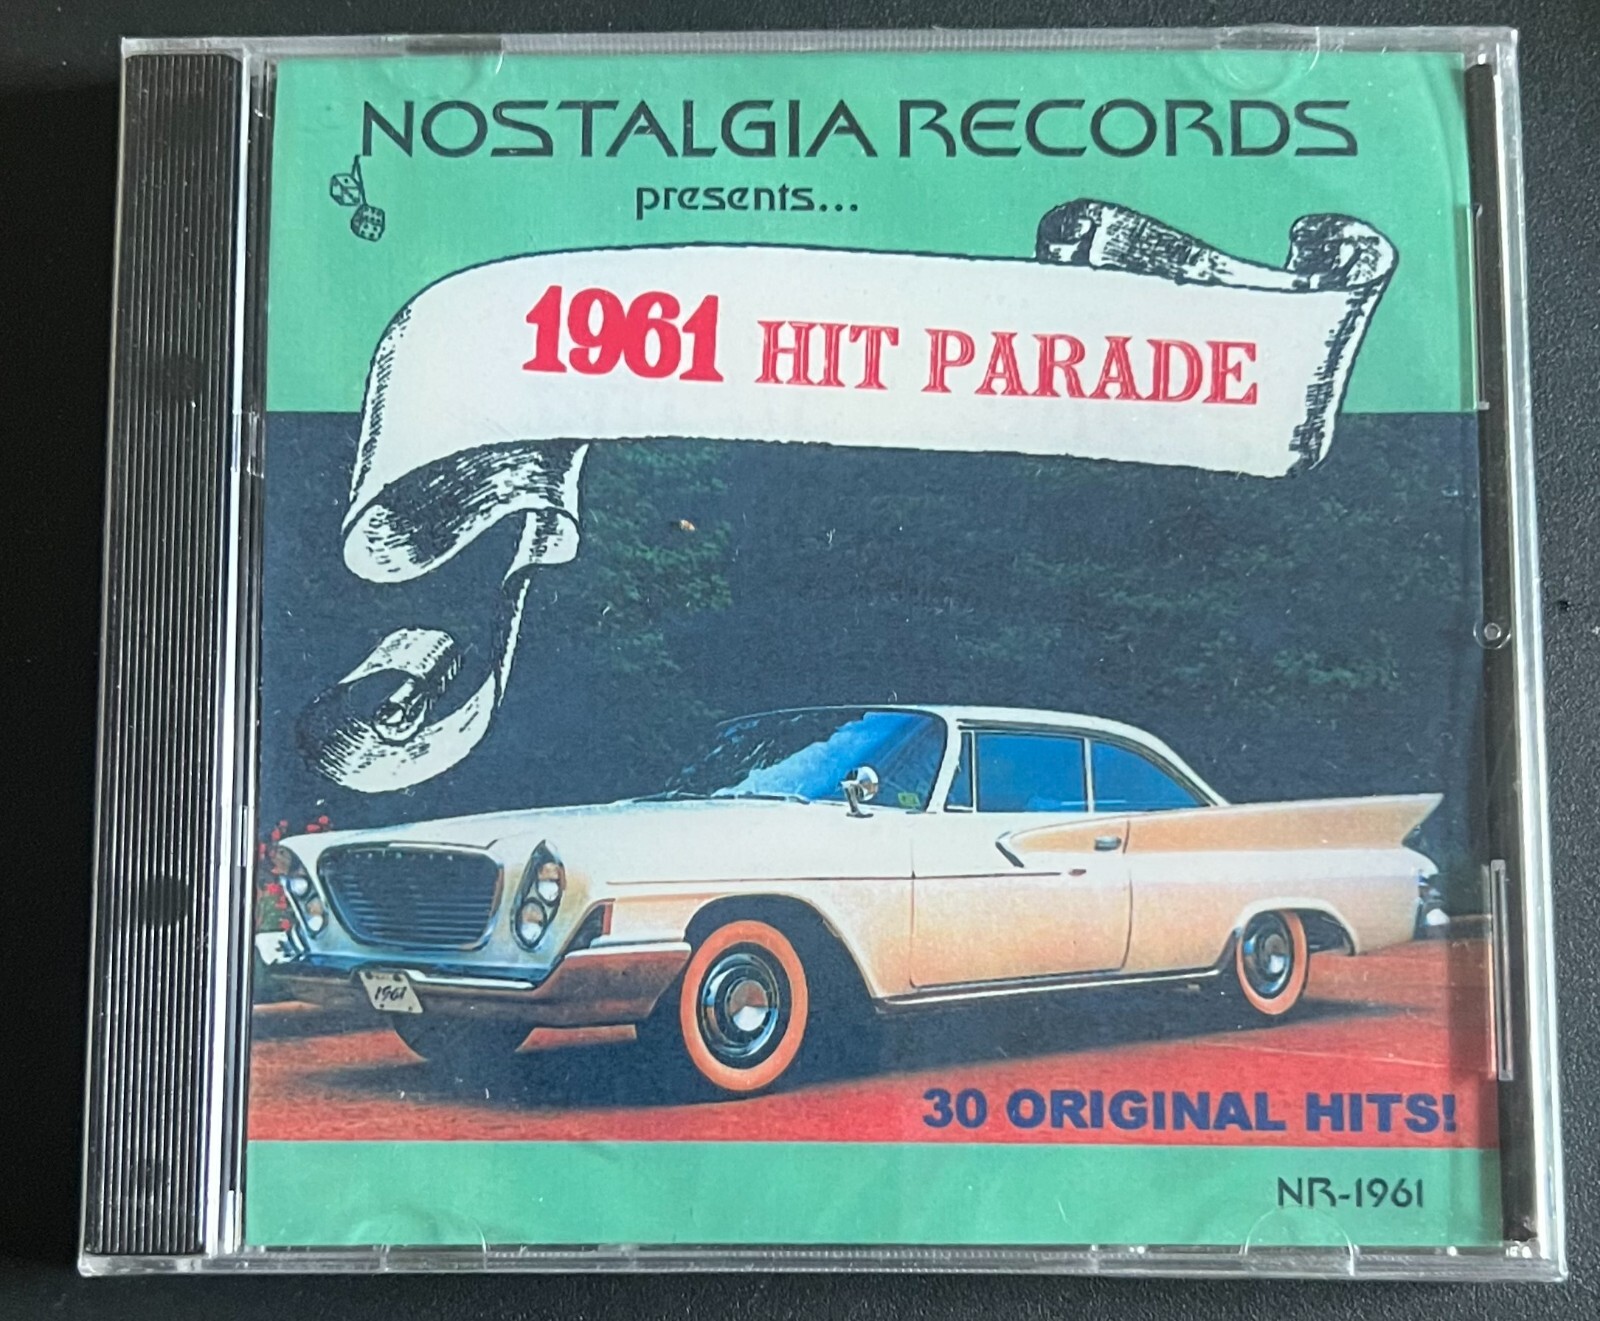 NOSTALGIA RECORDS
presents...
1961 HIT PARADE
1961
30 ORIGINAL HITS!
NR-1961